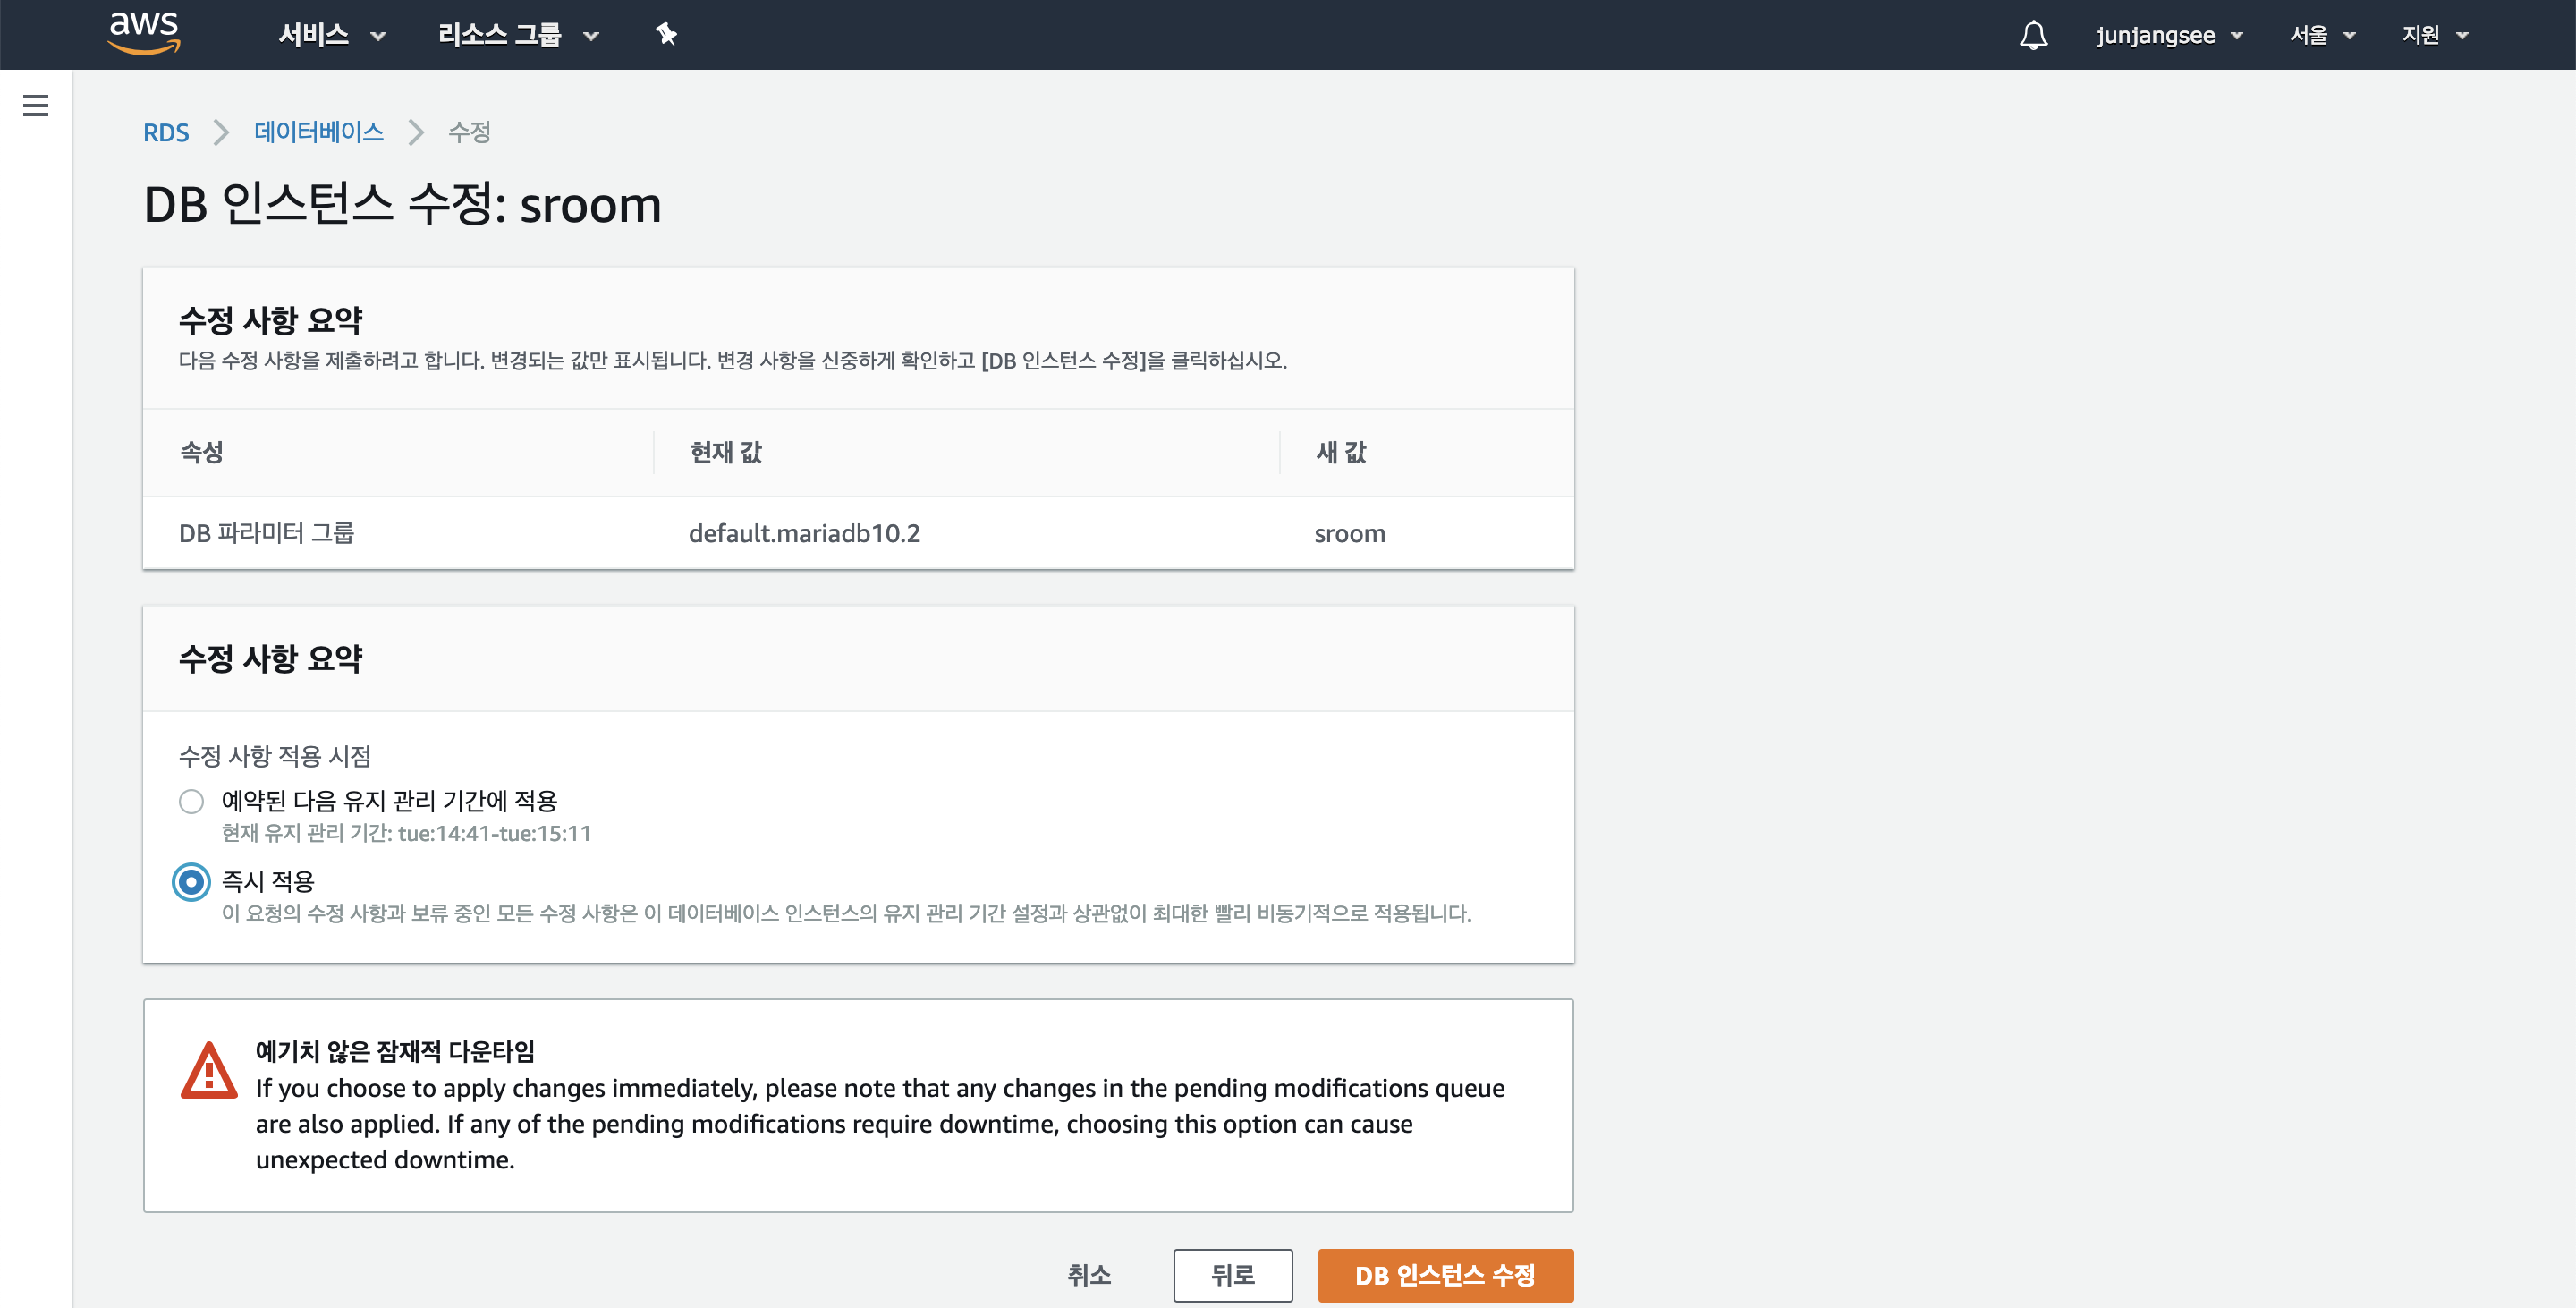 aws 서비스 리소스 그룹 junjangsee 서울 지원
RDS 데이터베이스 수정
DB 인스턴스 수정: sroom
수정 사항 요약
다음 수정 사항을 제출하려고 합니다. 변경되는 값만 표시됩니다. 변경 사항을 신중하게 확인하고 [DB 인스턴스 수정]을 클릭하십시오.
속성 현재 값 새 값
DB 파라미터 그룹 default.mariadb10.2 sroom
수정 사항 요약
수정 사항 적용 시점
예약된 다음 유지 관리 기간에 적용
현재 유지 관리 기간: tue:14:41-tue:15:11
즉시 적용
이 요청의 수정 사항과 보류 중인 모든 수정 사항은 이 데이터베이스 인스턴스의 유지 관리 기간 설정과 상관없이 최대한 빨리 비동기적으로 적용됩니다.
예기치 않은 잠재적 다운타임
If you choose to apply changes immediately, please note that any changes in the pending modifications queue
are also applied. If any of the pending modifications require downtime, choosing this option can cause
unexpected downtime.
취소 뒤로 DB 인스턴스 수정